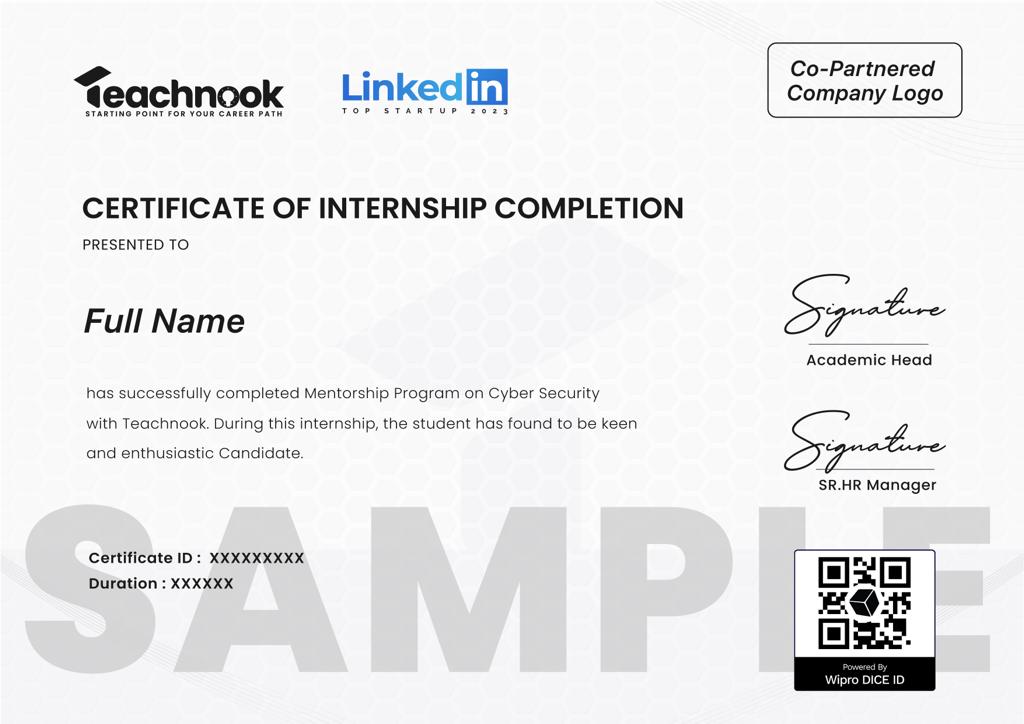 Teachnook
STARTING POINT FOR YOUR CAREER PATH
Linkedin
TOP STARTUP 2023
Co-Partnered
Company Logo
CERTIFICATE OF INTERNSHIP COMPLETION
PRESENTED TO
Full Name
has successfully completed Mentorship Program on Cyber Security
with Teachnook. During this internship, the student has found to be keen
and enthusiastic Candidate.
Signature
Academic Head
Signature
SR.HR Manager
SAMPLE
Certificate ID : XXXXXXXXX
Duration : XXXXXX
Powered By
Wipro DICE ID